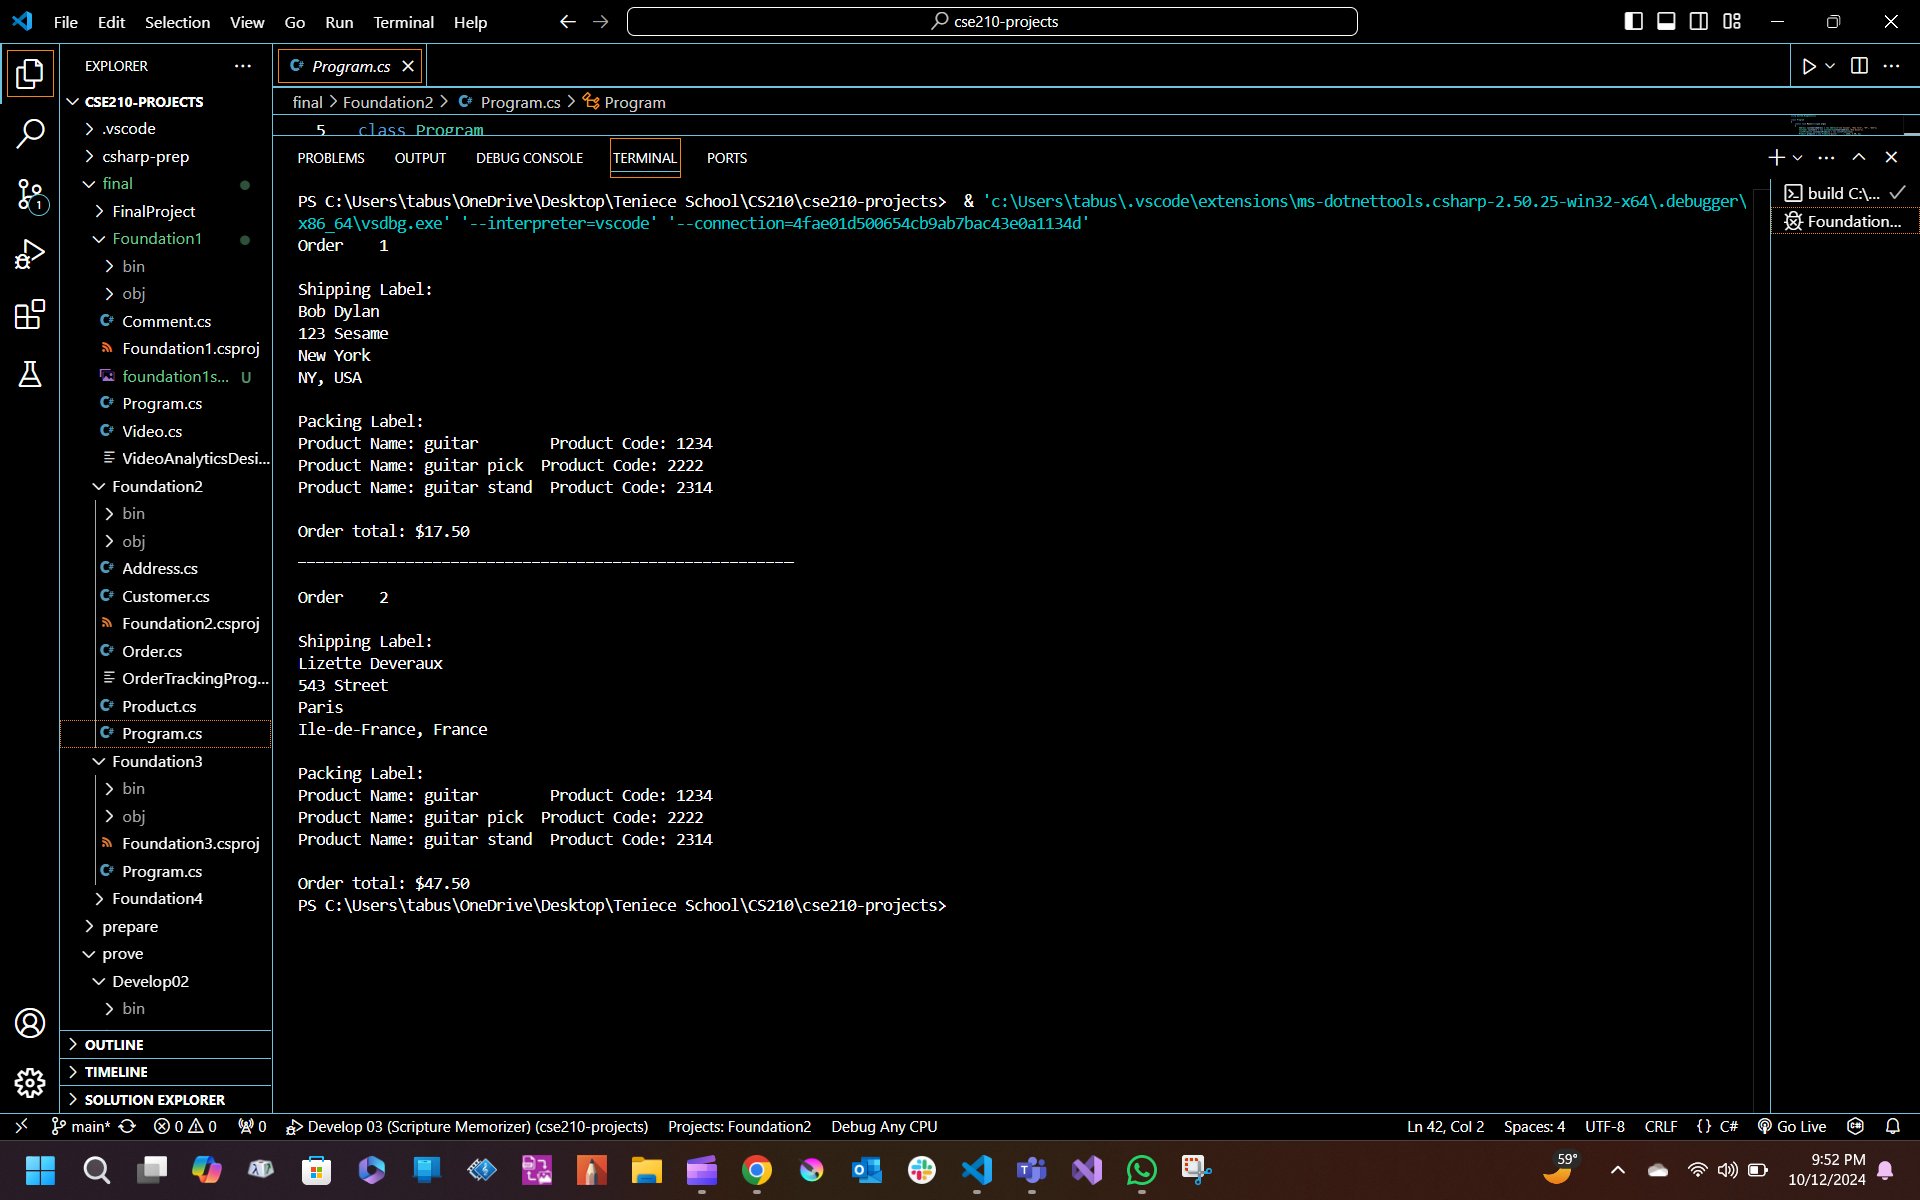 File Edit Selection View Go Run Terminal Help
cse210-projects
EXPLORER
CSE210-PROJECTS
.vscode
csharp-prep
final
FinalProject
Foundation1
bin
obj
Comment.cs
Foundation1.csproj
foundation1s... U
Program.cs
Video.cs
VideoAnalyticsDesi...
Foundation2
bin
obj
Address.cs
Customer.cs
Foundation2.csproj
Order.cs
OrderTrackingProg...
Product.cs
Program.cs
Foundation3
bin
obj
Foundation3.csproj
Program.cs
Foundation4
prepare
prove
Develop02
bin
OUTLINE
TIMELINE
SOLUTION EXPLORER
1
Program.cs
final > Foundation2 > Program.cs > Program
5 class Program
PROBLEMS OUTPUT DEBUG CONSOLE TERMINAL PORTS
PS C:\Users\tabus\OneDrive\Desktop\Teniece School\CS210\cse210-projects> & 'c:\Users\tabus\.vscode\extensions\ms-dotnettools.csharp-2.50.25-win32-x64\.debugger\
x86_64\vsdbg.exe' '--interpreter=vscode' '--connection=4fae01d500654cb9ab7bac43e0a1134d'
Order 1
Shipping Label:
Bob Dylan
123 Sesame
New York
NY, USA
Packing Label:
Product Name: guitar Product Code: 1234
Product Name: guitar pick Product Code: 2222
Product Name: guitar stand Product Code: 2314
Order total: $17.50
_______________________________________________________
Order 2
Shipping Label:
Lizette Deveraux
543 Street
Paris
Ile-de-France, France
Packing Label:
Product Name: guitar Product Code: 1234
Product Name: guitar pick Product Code: 2222
Product Name: guitar stand Product Code: 2314
Order total: $47.50
PS C:\Users\tabus\OneDrive\Desktop\Teniece School\CS210\cse210-projects>
build C:\...
Foundation...
main* 0 0 0 Develop 03 (Scripture Memorizer) (cse210-projects) Projects: Foundation2 Debug Any CPU
Ln 42, Col 2 Spaces: 4 UTF-8 CRLF {} C# Go Live
59°
9:52 PM
10/12/2024